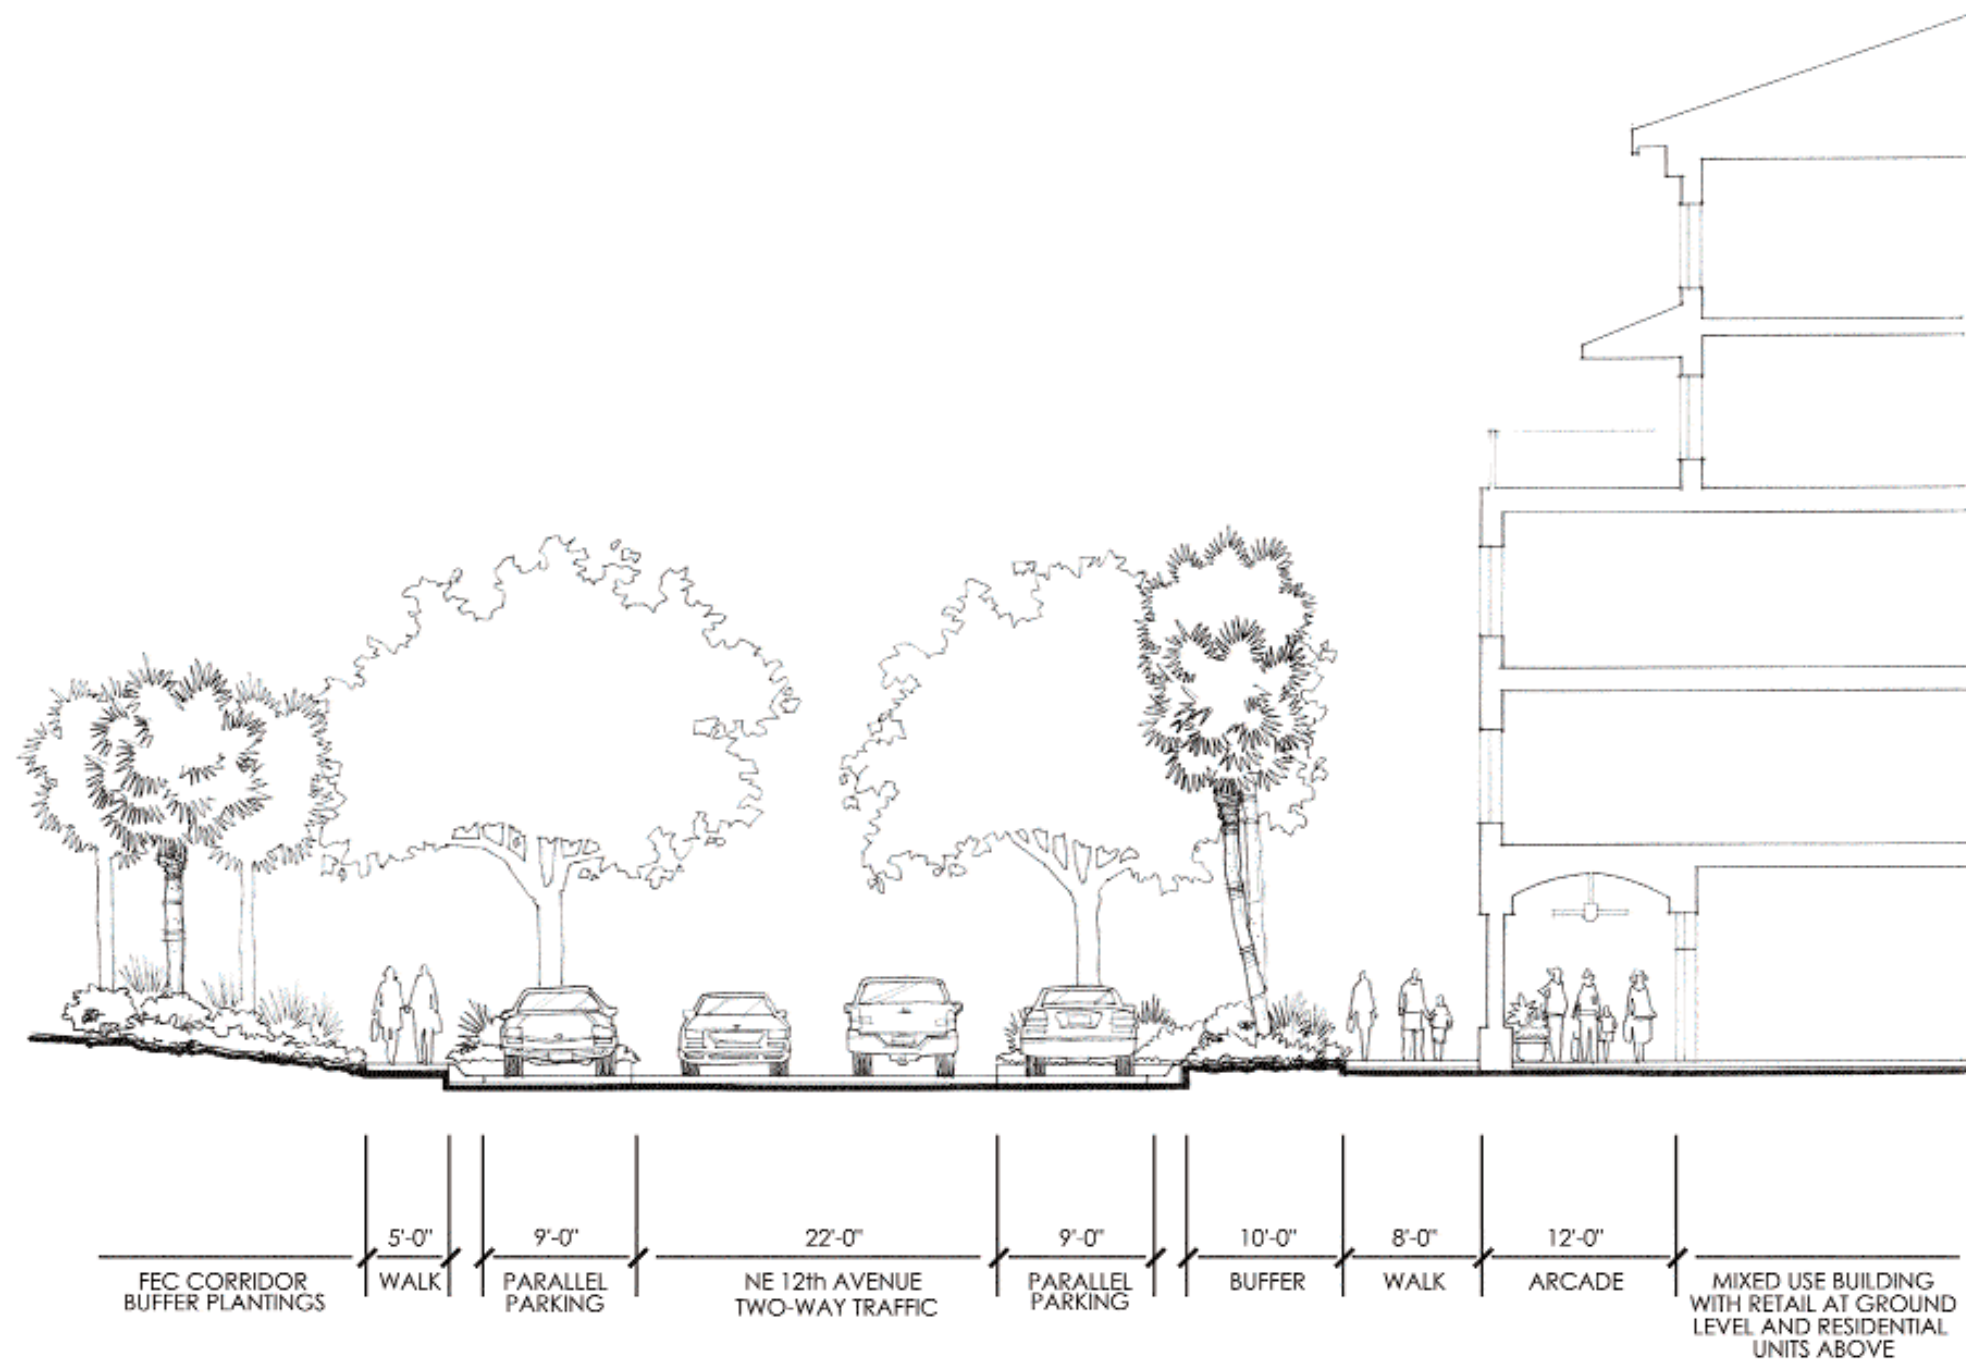 5'-0"
9'-0"
22'-0"
9'-0"
10'-0"
8'-0"
12'-0"
FEC CORRIDOR
BUFFER PLANTINGS
WALK
PARALLEL
PARKING
NE 12th AVENUE
TWO-WAY TRAFFIC
PARALLEL
PARKING
BUFFER
WALK
ARCADE
MIXED USE BUILDING
WITH RETAIL AT GROUND
LEVEL AND RESIDENTIAL
UNITS ABOVE